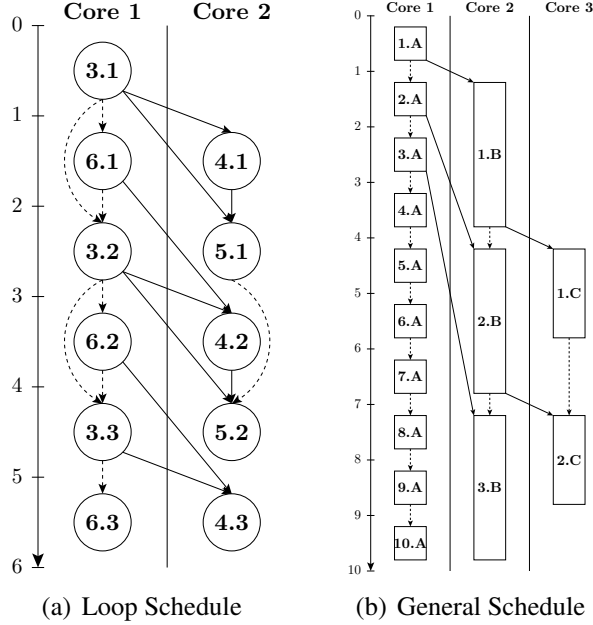 Core 1 Core 2
0
3.1
1
6.1 4.1
2
3.2 5.1
3
6.2 4.2
4
3.3 5.2
5
6.3 4.3
6
(a) Loop Schedule
Core 1 Core 2 Core 3
0
1.A
1
2.A
2
3.A 1.B
3
4.A
4
5.A 1.C
5
6.A 2.B
6
7.A
7
8.A 2.C
8
9.A 3.B
9
10.A
10
(b) General Schedule